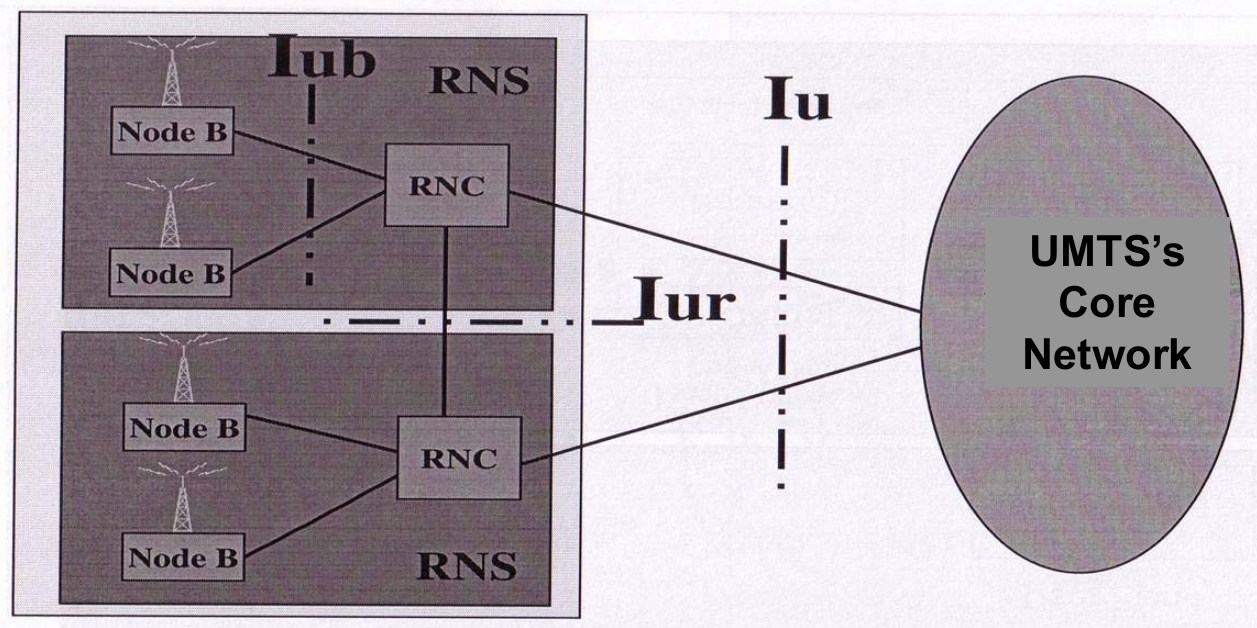 Iub
RNS
Node B
RNC
Node B
Iur
Iu
UMTS’s
Core
Network
Node B
RNC
Node B
RNS